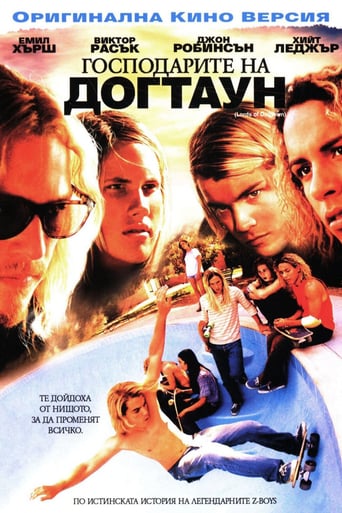 ОРИГИНАЛНА КИНО ВЕРСИЯ
ЕМИЛ ХЪРШ
ВИКТОР РАСЪК
ДЖОН РОБИНСЪН
ХИЙТ ЛЕДЖЪР
ГОСПОДАРИТЕ НА
ДОГТАУН
(Lords of Dogtown)
ТЕ ДОЙДОХА
ОТ НИЩОТО,
ЗА ДА ПРОМЕНЯТ
ВСИЧКО.
ПО ИСТИНСКАТА ИСТОРИЯ НА ЛЕГЕНДАРНИТЕ Z-BOYS